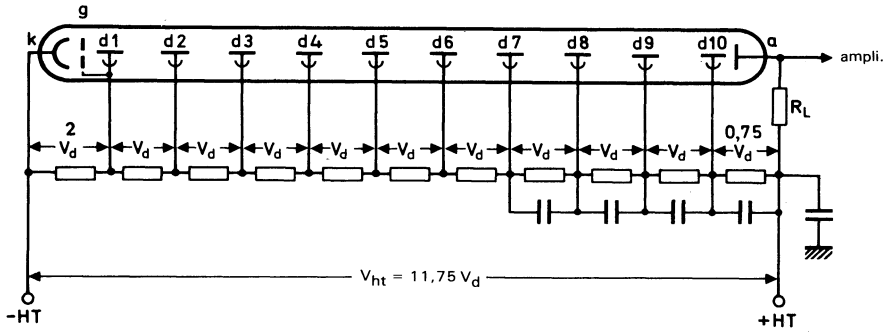 g
k d1 d2 d3 d4 d5 d6 d7 d8 d9 d10 a
ampli.
R_L
2 0,75
V_d V_d V_d V_d V_d V_d V_d V_d V_d V_d V_d
V_ht = 11,75 V_d
-HT +HT